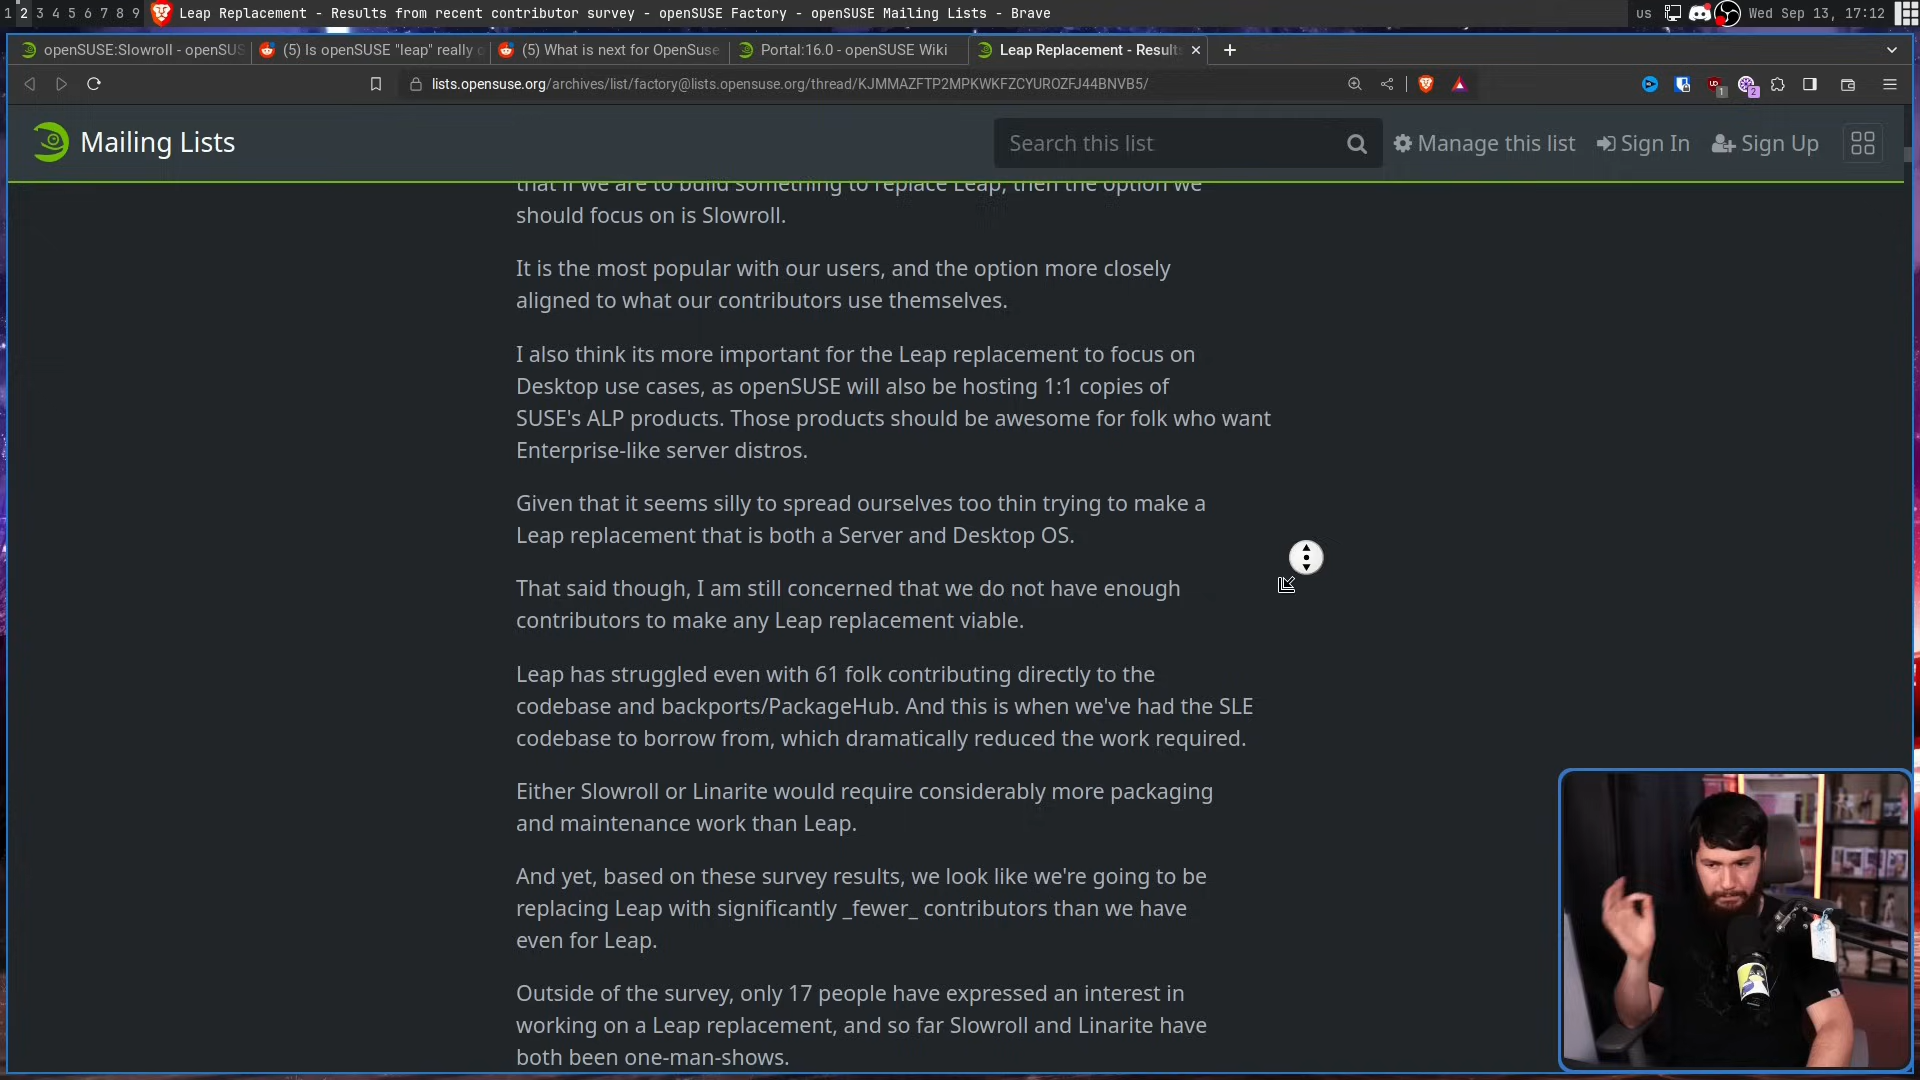 1 2 3 4 5 6 7 8 9 Leap Replacement - Results from recent contributor survey - openSUSE Factory - openSUSE Mailing Lists - Brave us Wed Sep 13, 17:12
openSUSE:Slowroll - openSUS (5) Is openSUSE "leap" really o (5) What is next for OpenSuse Portal:16.0 - openSUSE Wiki Leap Replacement - Result
lists.opensuse.org/archives/list/factory@lists.opensuse.org/thread/KJMMAZFTP2MPKWKFZCYUROZFJ44BNVB5/
Mailing Lists Search this list Manage this list Sign In Sign Up
that if we are to build something to replace Leap, then the option we
should focus on is Slowroll.
It is the most popular with our users, and the option more closely
aligned to what our contributors use themselves.
I also think its more important for the Leap replacement to focus on
Desktop use cases, as openSUSE will also be hosting 1:1 copies of
SUSE's ALP products. Those products should be awesome for folk who want
Enterprise-like server distros.
Given that it seems silly to spread ourselves too thin trying to make a
Leap replacement that is both a Server and Desktop OS.
That said though, I am still concerned that we do not have enough
contributors to make any Leap replacement viable.
Leap has struggled even with 61 folk contributing directly to the
codebase and backports/PackageHub. And this is when we've had the SLE
codebase to borrow from, which dramatically reduced the work required.
Either Slowroll or Linarite would require considerably more packaging
and maintenance work than Leap.
And yet, based on these survey results, we look like we're going to be
replacing Leap with significantly _fewer_ contributors than we have
even for Leap.
Outside of the survey, only 17 people have expressed an interest in
working on a Leap replacement, and so far Slowroll and Linarite have
both been one-man-shows.